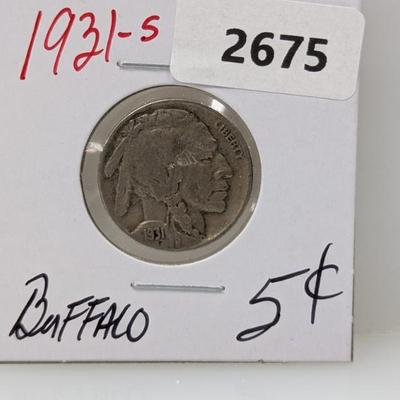 1931-s
2675
LIBERTY
1931
BUFFALO
5¢